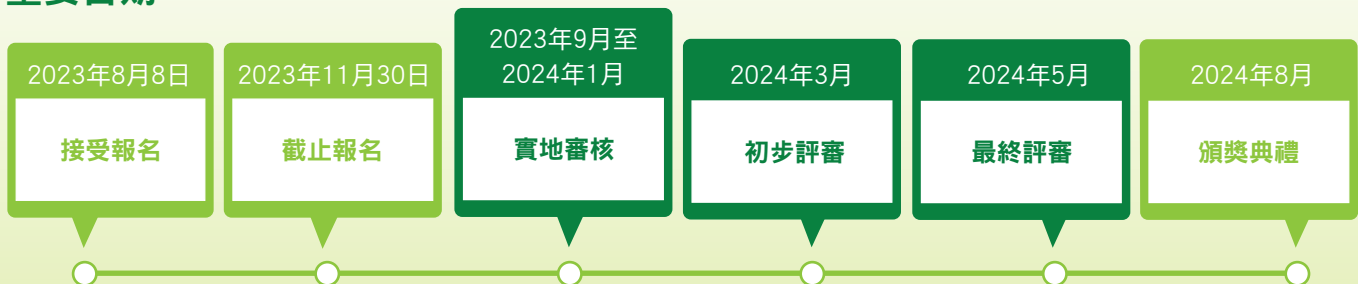 2023年8月8日
接受報名
2023年11月30日
截止報名
2023年9月至
2024年1月
實地審核
2024年3月
初步評審
2024年5月
最終評審
2024年8月
頒獎典禮